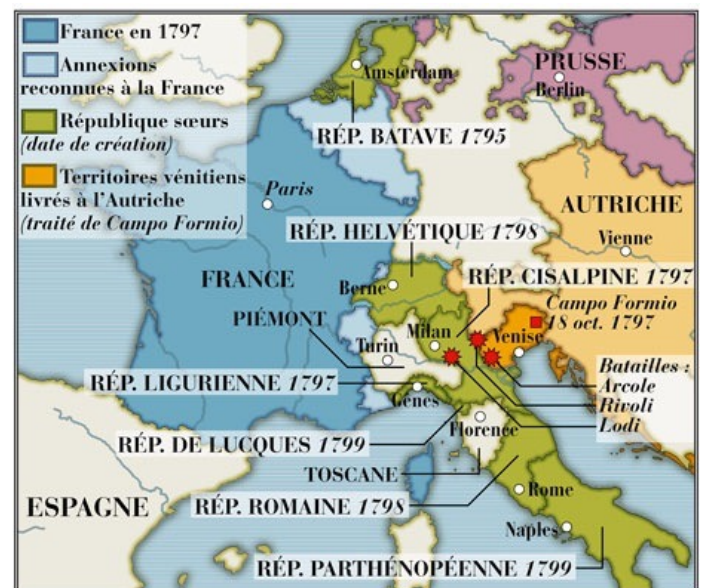 France en 1797
Annexions
reconnues à la France
République sœurs
(date de création)
Territoires vénitiens
livrés à l'Autriche
(traité de Campo Formio)
Amsterdam
PRUSSE
Berlin
RÉP. BATAVE 1795
Paris
AUTRICHE
Vienne
RÉP. HELVÉTIQUE 1798
FRANCE
Berne
RÉP. CISALPINE 1797
Campo Formio
18 oct. 1797
PIÉMONT
Milan
Venise
Turin
Batailles :
Arcole
Rivoli
Lodi
RÉP. LIGURIENNE 1797
Gênes
Florence
RÉP. DE LUCQUES 1799
TOSCANE
ESPAGNE
RÉP. ROMAINE 1798
Rome
Naples
RÉP. PARTHÉNOPÉENNE 1799